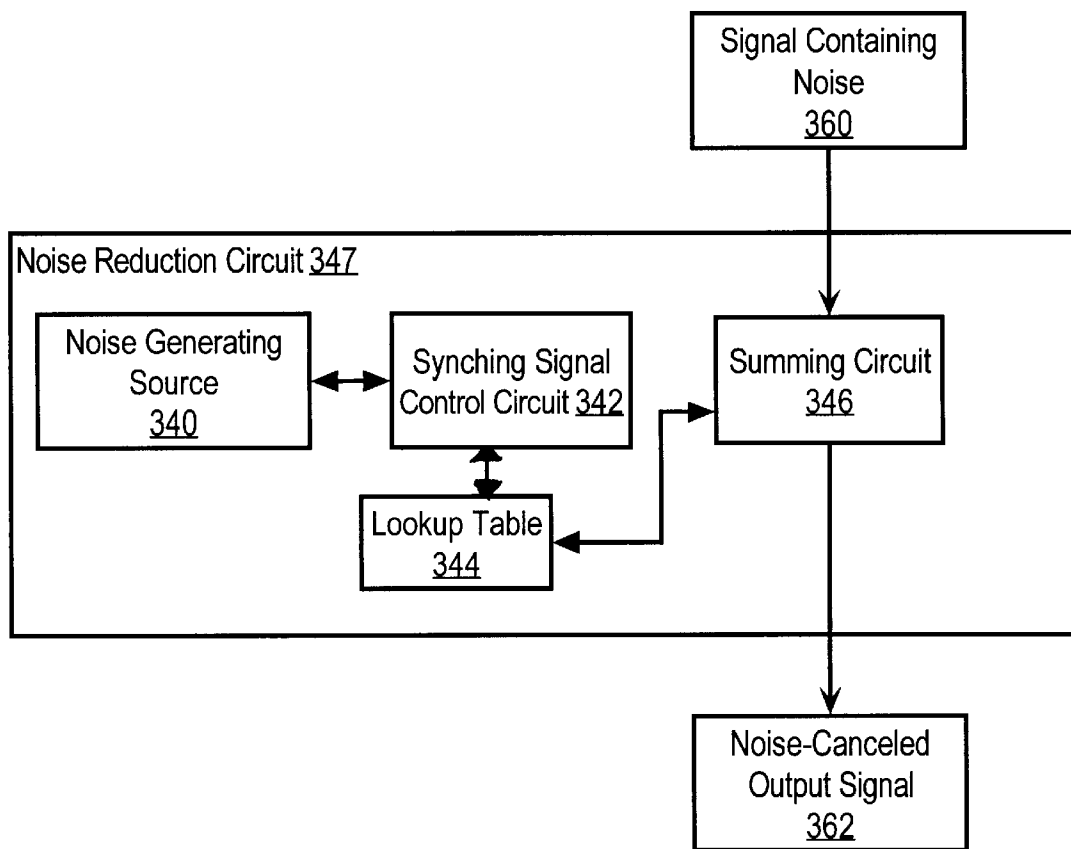 Signal Containing
Noise
360
Noise Reduction Circuit 347
Noise Generating
Source
340
Synching Signal
Control Circuit 342
Summing Circuit
346
Lookup Table
344
Noise-Canceled
Output Signal
362